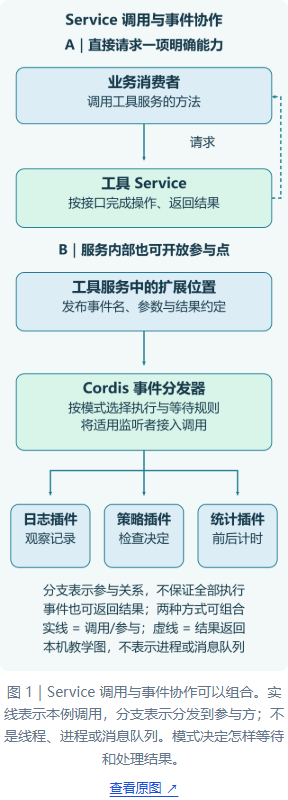 Service 调用与事件协作
A｜直接请求一项明确能力
业务消费者
调用工具服务的方法
请求
工具 Service
按接口完成操作、返回结果
B｜服务内部也可开放参与点
工具服务中的扩展位置
发布事件名、参数与结果约定
Cordis 事件分发器
按模式选择执行与等待规则
将适用监听者接入调用
日志插件
观察记录
策略插件
检查决定
统计插件
前后计时
分支表示参与关系，不保证全部执行
事件也可返回结果；两种方式可组合
实线 = 调用/参与；虚线 = 结果返回
本机教学图，不表示进程或消息队列
图 1｜Service 调用与事件协作可以组合。实
线表示本例调用，分支表示分发到参与方；不
是线程、进程或消息队列。模式决定怎样等待
和处理结果。
查看原图 ↗